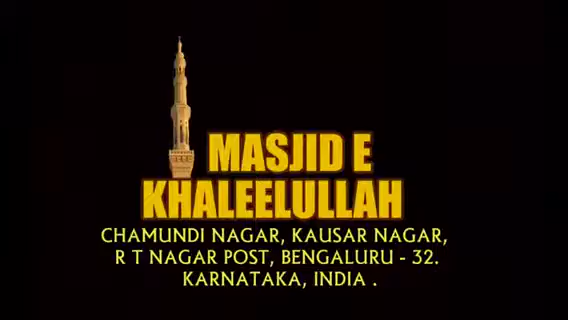 MASJID E
KHALEELULLAH
CHAMUNDI NAGAR, KAUSAR NAGAR,
R T NAGAR POST, BENGALURU - 32.
KARNATAKA, INDIA .